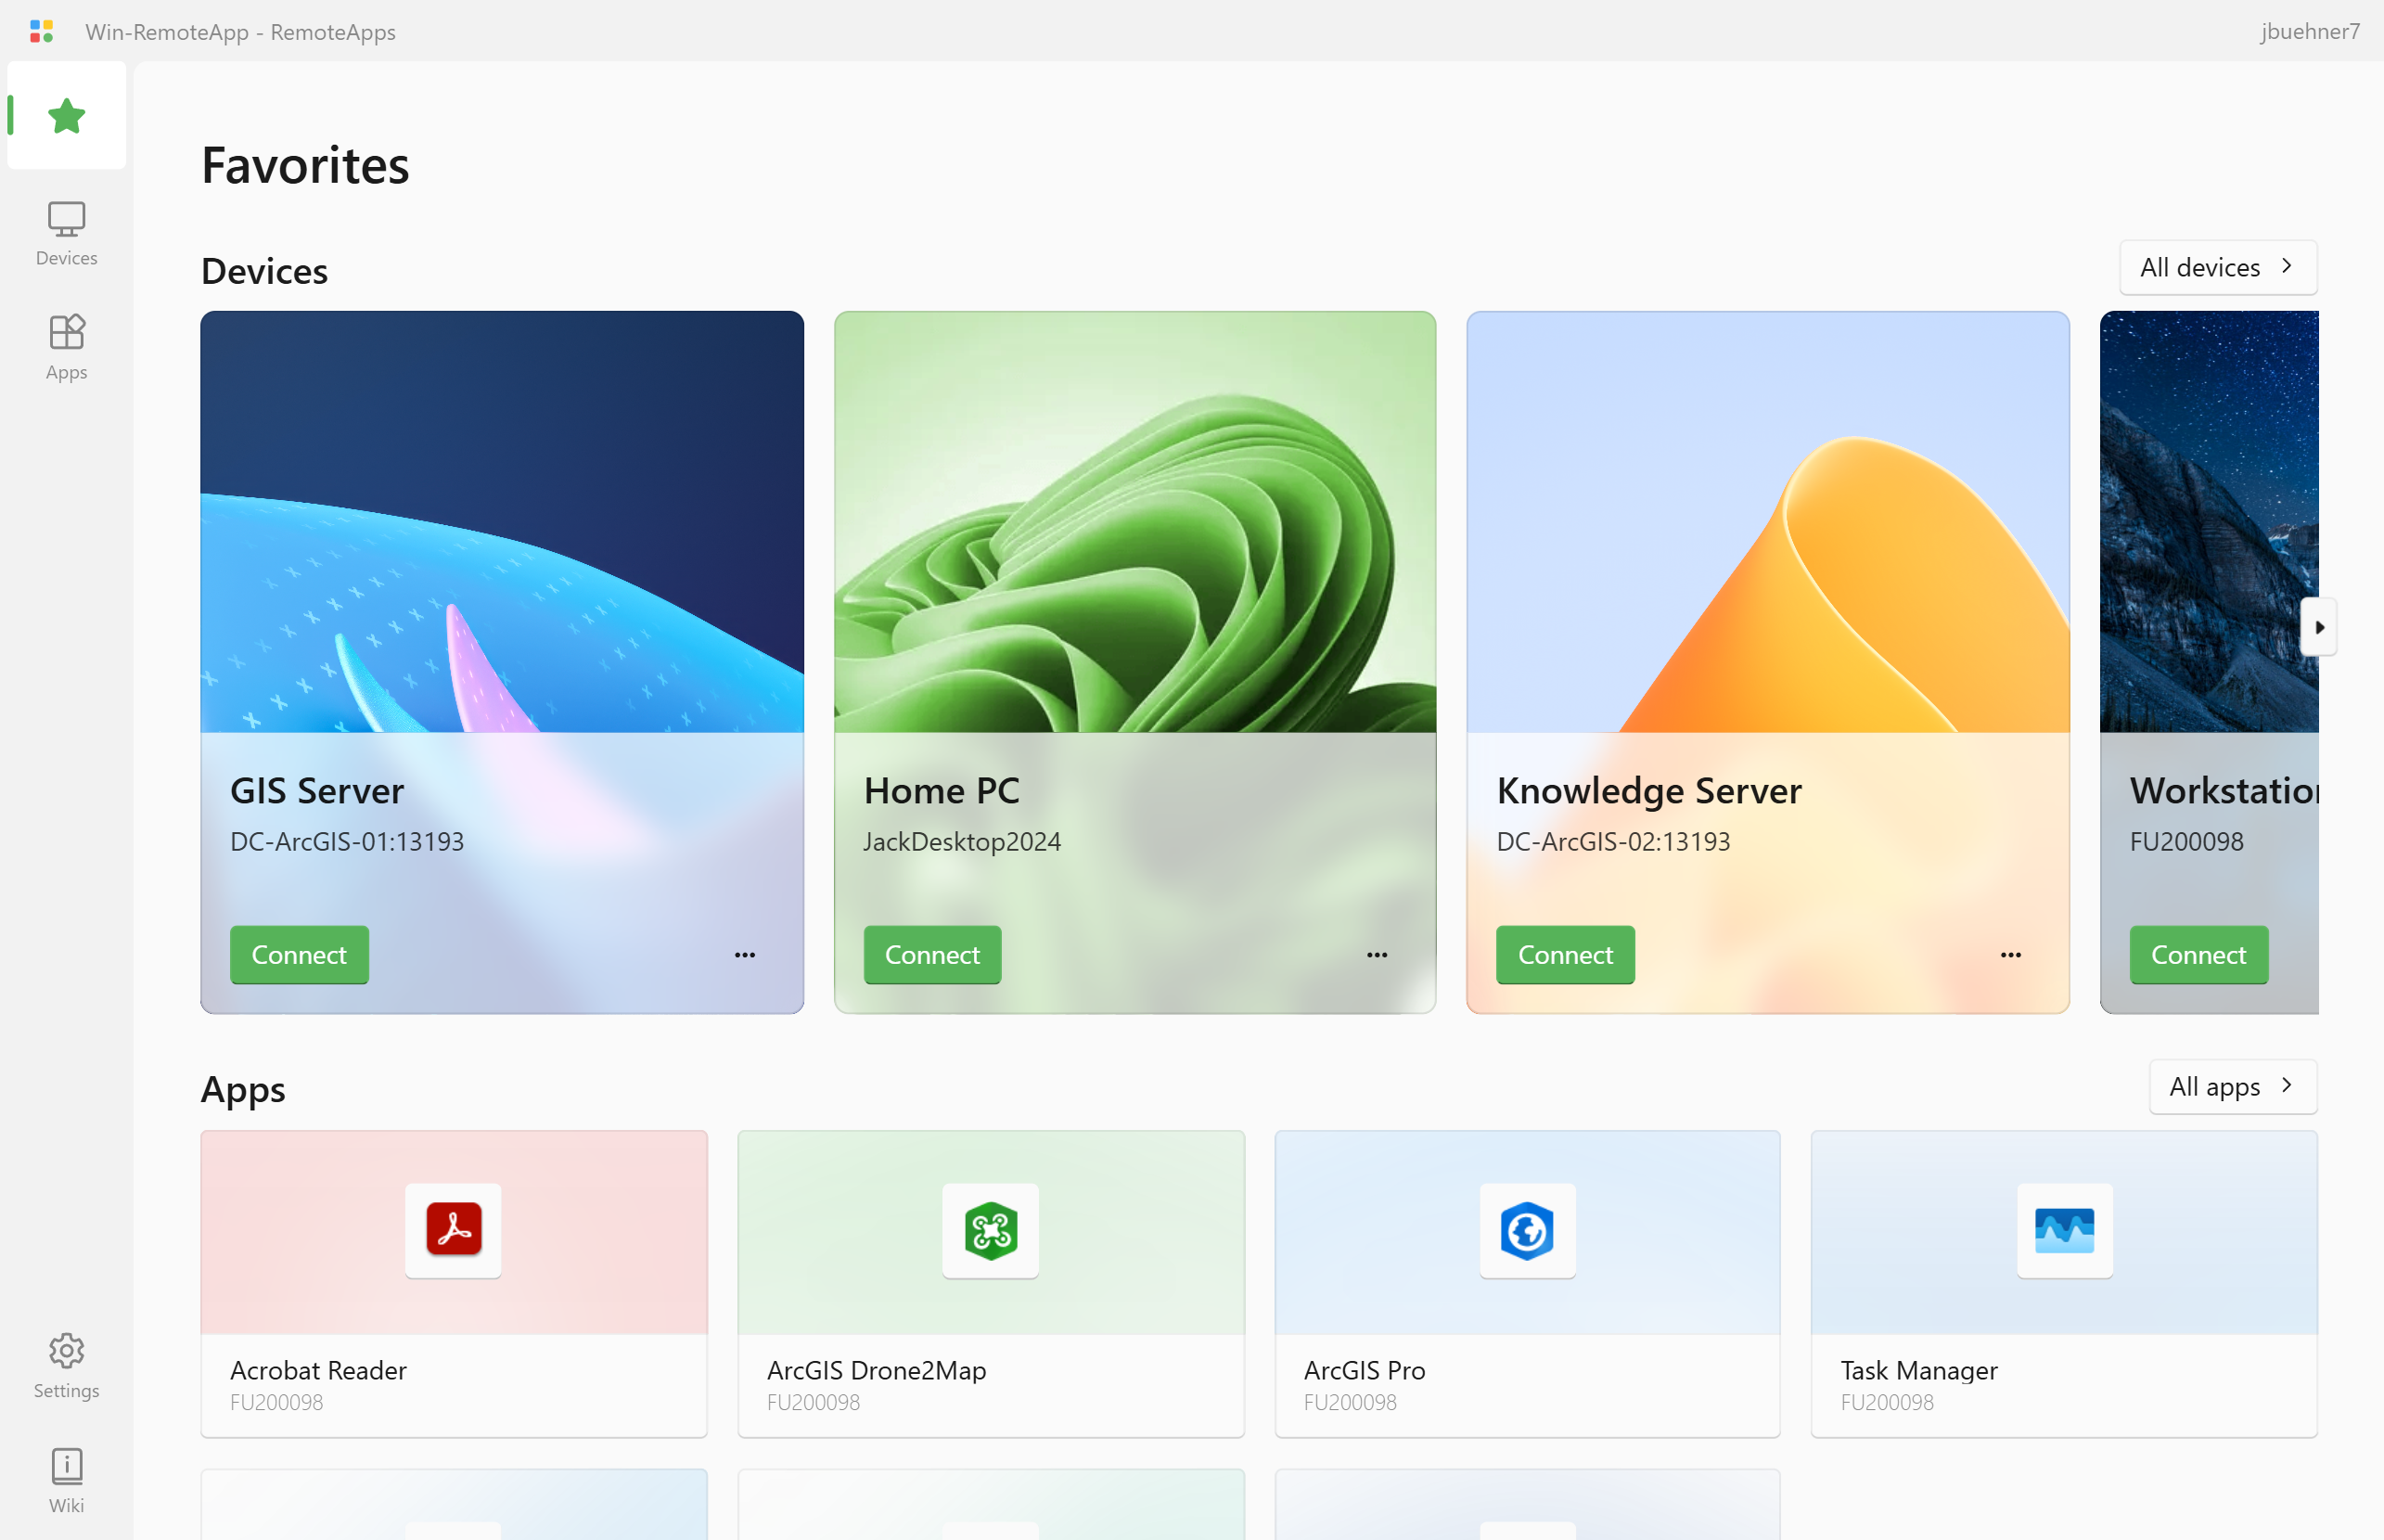 Win-RemoteApp - RemoteApps
jbuehner7
Devices
Apps
Settings
Wiki
Favorites
Devices
All devices
GIS Server
DC-ArcGIS-01:13193
Connect
Home PC
JackDesktop2024
Connect
Knowledge Server
DC-ArcGIS-02:13193
Connect
Workstation
FU200098
Connect
Apps
All apps
Acrobat Reader
FU200098
ArcGIS Drone2Map
FU200098
ArcGIS Pro
FU200098
Task Manager
FU200098